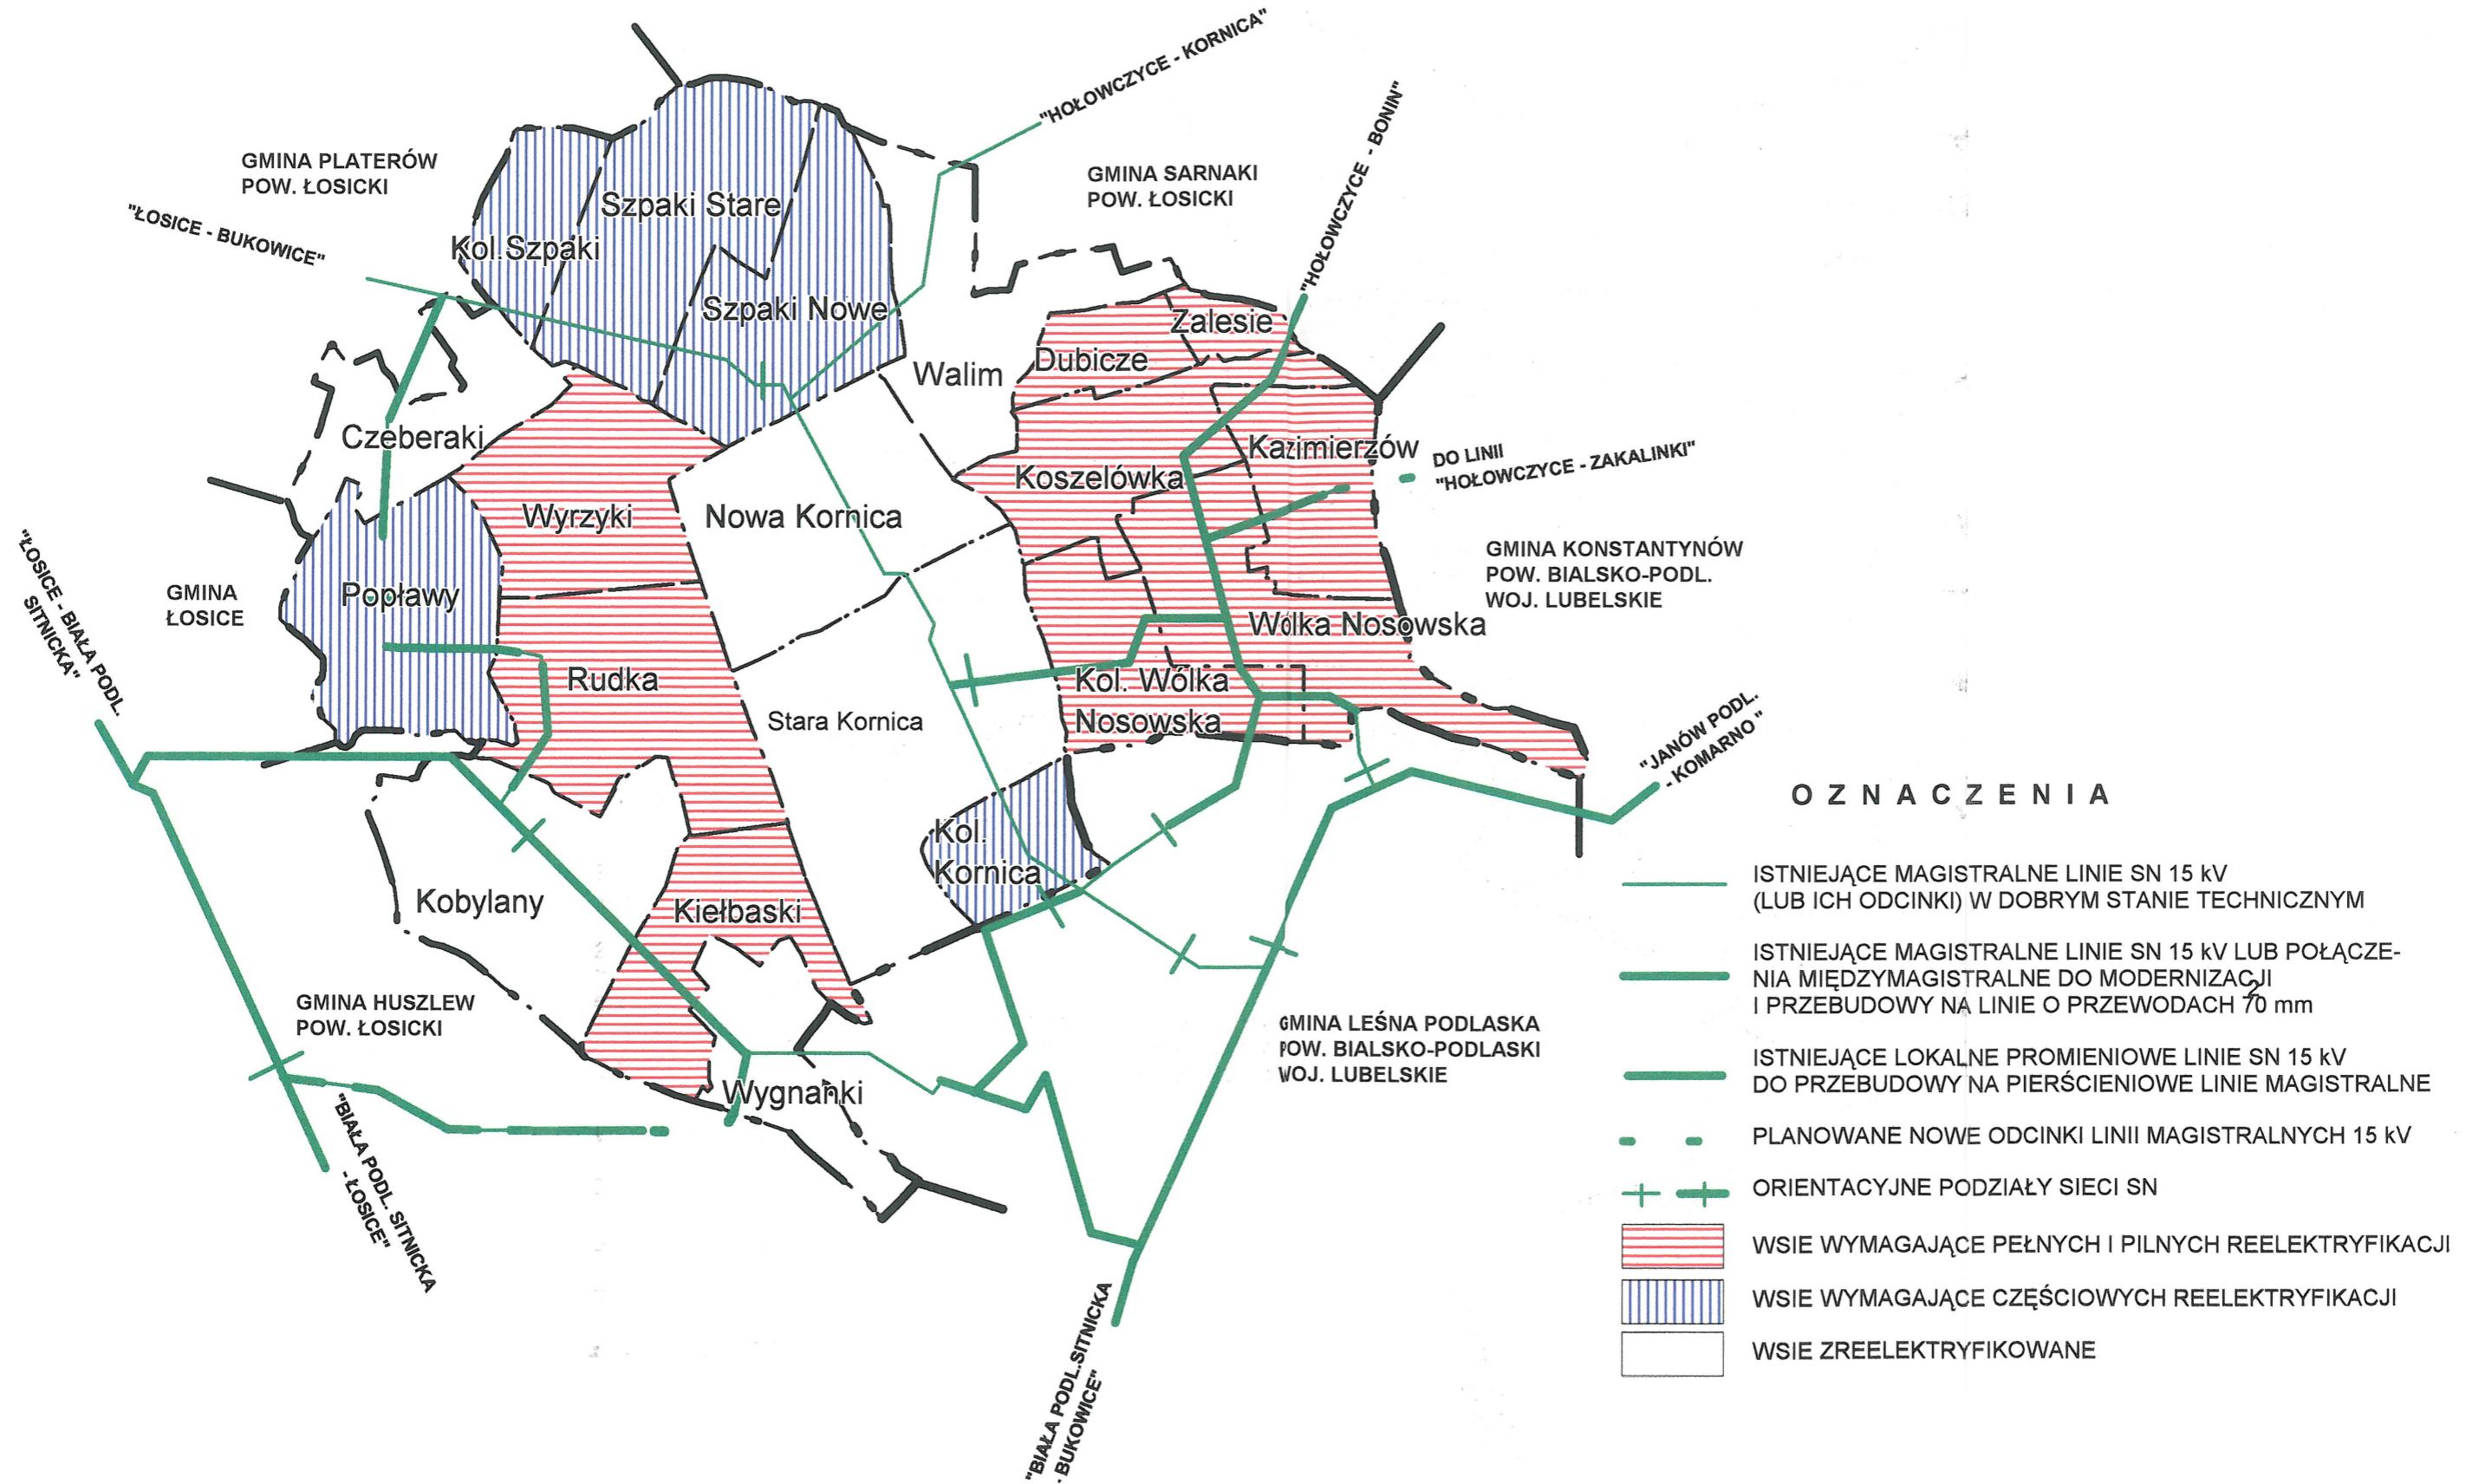 "HOŁOWCZYCE - KORNICA"
"HOŁOWCZYCE - BONIN"
GMINA PLATERÓW
POW. ŁOSICKI
GMINA SARNAKI
POW. ŁOSICKI
"ŁOSICE - BUKOWICE"
Szpaki Stare
Kol.Szpaki
Szpaki Nowe
Zalesie
Dubicze
Walim
Czeberaki
Kazimierzów
DO LINII
"HOŁOWCZYCE - ZAKALINKI"
Koszelówka
Wyrzyki
Nowa Kornica
GMINA KONSTANTYNÓW
POW. BIALSKO-PODL.
WOJ. LUBELSKIE
"ŁOSICE - BIAŁA PODL.
SITNICKA"
GMINA
ŁOSICE
Popławy
Wólka Nosowska
Rudka
Kol. Wólka
Nosowska
Stara Kornica
"JANÓW PODL.
- KOMARNO "
Kol.
Kornica
Kobylany
Kiełbaski
GMINA HUSZLEW
POW. ŁOSICKI
GMINA LEŚNA PODLASKA
POW. BIALSKO-PODLASKI
WOJ. LUBELSKIE
Wygnanki
"BIAŁA PODL. SITNICKA
- ŁOSICE"
"BIAŁA PODL.SITNICKA
- BUKOWICE"
OZNACZENIA
ISTNIEJĄCE MAGISTRALNE LINIE SN 15 kV
(LUB ICH ODCINKI) W DOBRYM STANIE TECHNICZNYM
ISTNIEJĄCE MAGISTRALNE LINIE SN 15 kV LUB POŁĄCZE-
NIA MIĘDZYMAGISTRALNE DO MODERNIZACJI
I PRZEBUDOWY NA LINIE O PRZEWODACH 70 mm²
ISTNIEJĄCE LOKALNE PROMIENIOWE LINIE SN 15 kV
DO PRZEBUDOWY NA PIERŚCIENIOWE LINIE MAGISTRALNE
PLANOWANE NOWE ODCINKI LINII MAGISTRALNYCH 15 kV
ORIENTACYJNE PODZIAŁY SIECI SN
WSIE WYMAGAJĄCE PEŁNYCH I PILNYCH REELEKTRYFIKACJI
WSIE WYMAGAJĄCE CZĘŚCIOWYCH REELEKTRYFIKACJI
WSIE ZREELEKTRYFIKOWANE